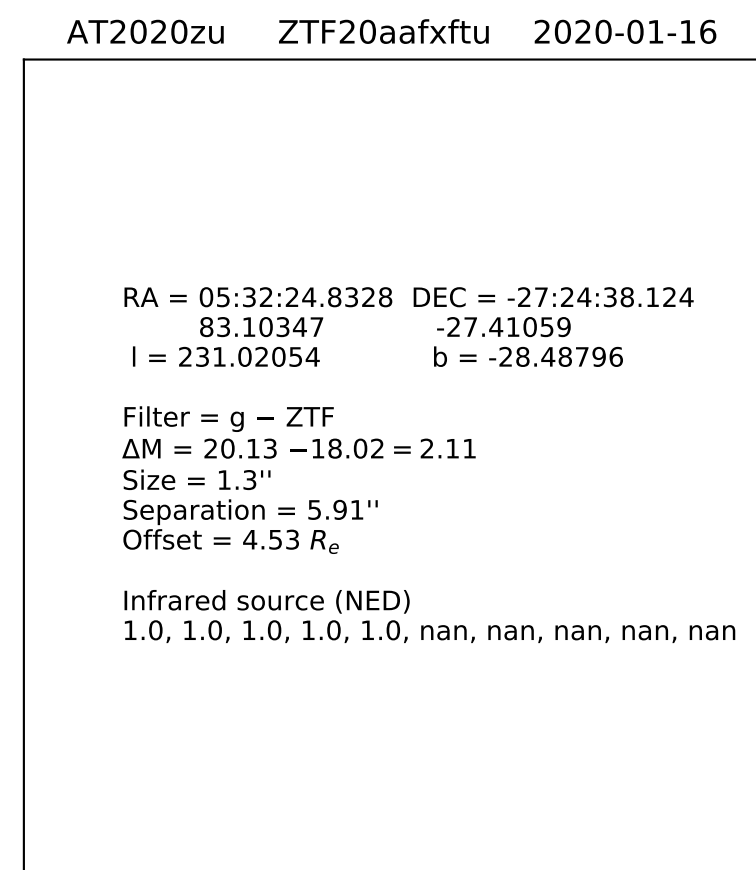 AT2020zu ZTF20aafxftu 2020-01-16
RA = 05:32:24.8328 DEC = -27:24:38.124
83.10347 -27.41059
l = 231.02054 b = -28.48796
Filter = g − ZTF
ΔM = 20.13 −18.02 = 2.11
Size = 1.3''
Separation = 5.91''
Offset = 4.53 Rₑ
Infrared source (NED)
1.0, 1.0, 1.0, 1.0, 1.0, nan, nan, nan, nan, nan